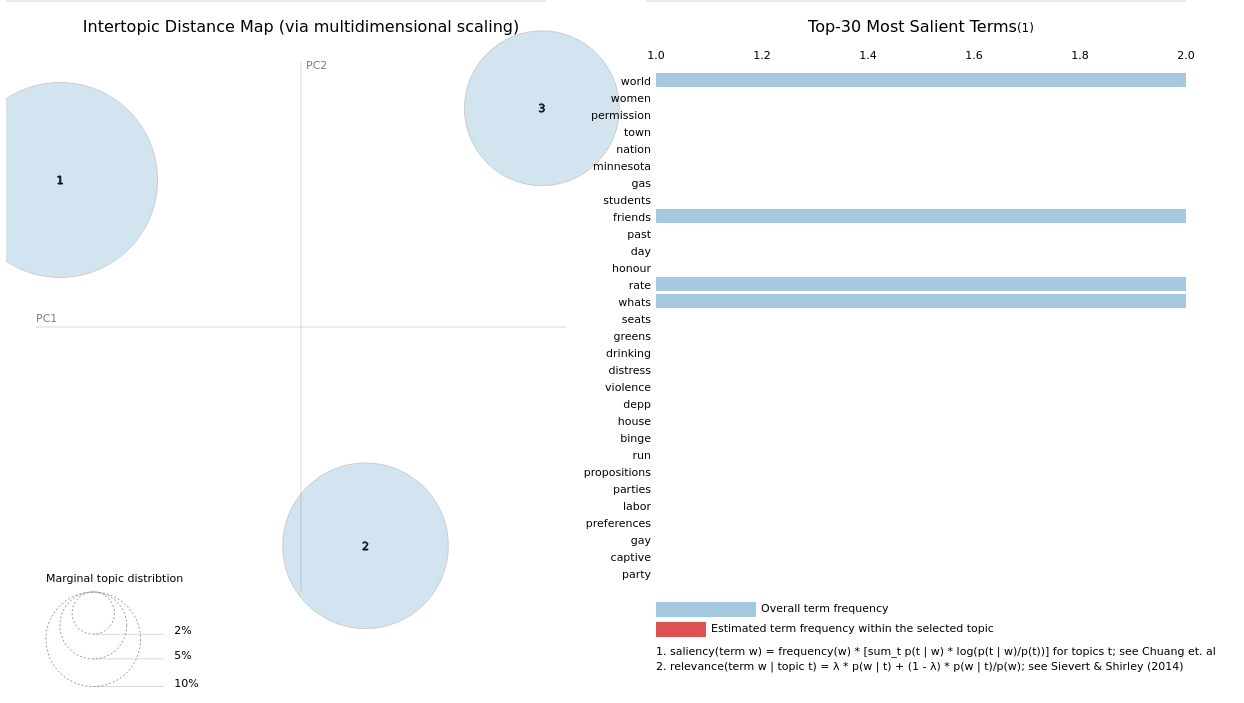 Intertopic Distance Map (via multidimensional scaling)
PC2
PC1
1
3
2
Marginal topic distribtion
2%
5%
10%
Top-30 Most Salient Terms(1)
1.0 1.2 1.4 1.6 1.8 2.0
world
women
permission
town
nation
minnesota
gas
students
friends
past
day
honour
rate
whats
seats
greens
drinking
distress
violence
depp
house
binge
run
propositions
parties
labor
preferences
gay
captive
party
Overall term frequency
Estimated term frequency within the selected topic
1. saliency(term w) = frequency(w) * [sum_t p(t | w) * log(p(t | w)/p(t))] for topics t; see Chuang et. al
2. relevance(term w | topic t) = λ * p(w | t) + (1 - λ) * p(w | t)/p(w); see Sievert & Shirley (2014)